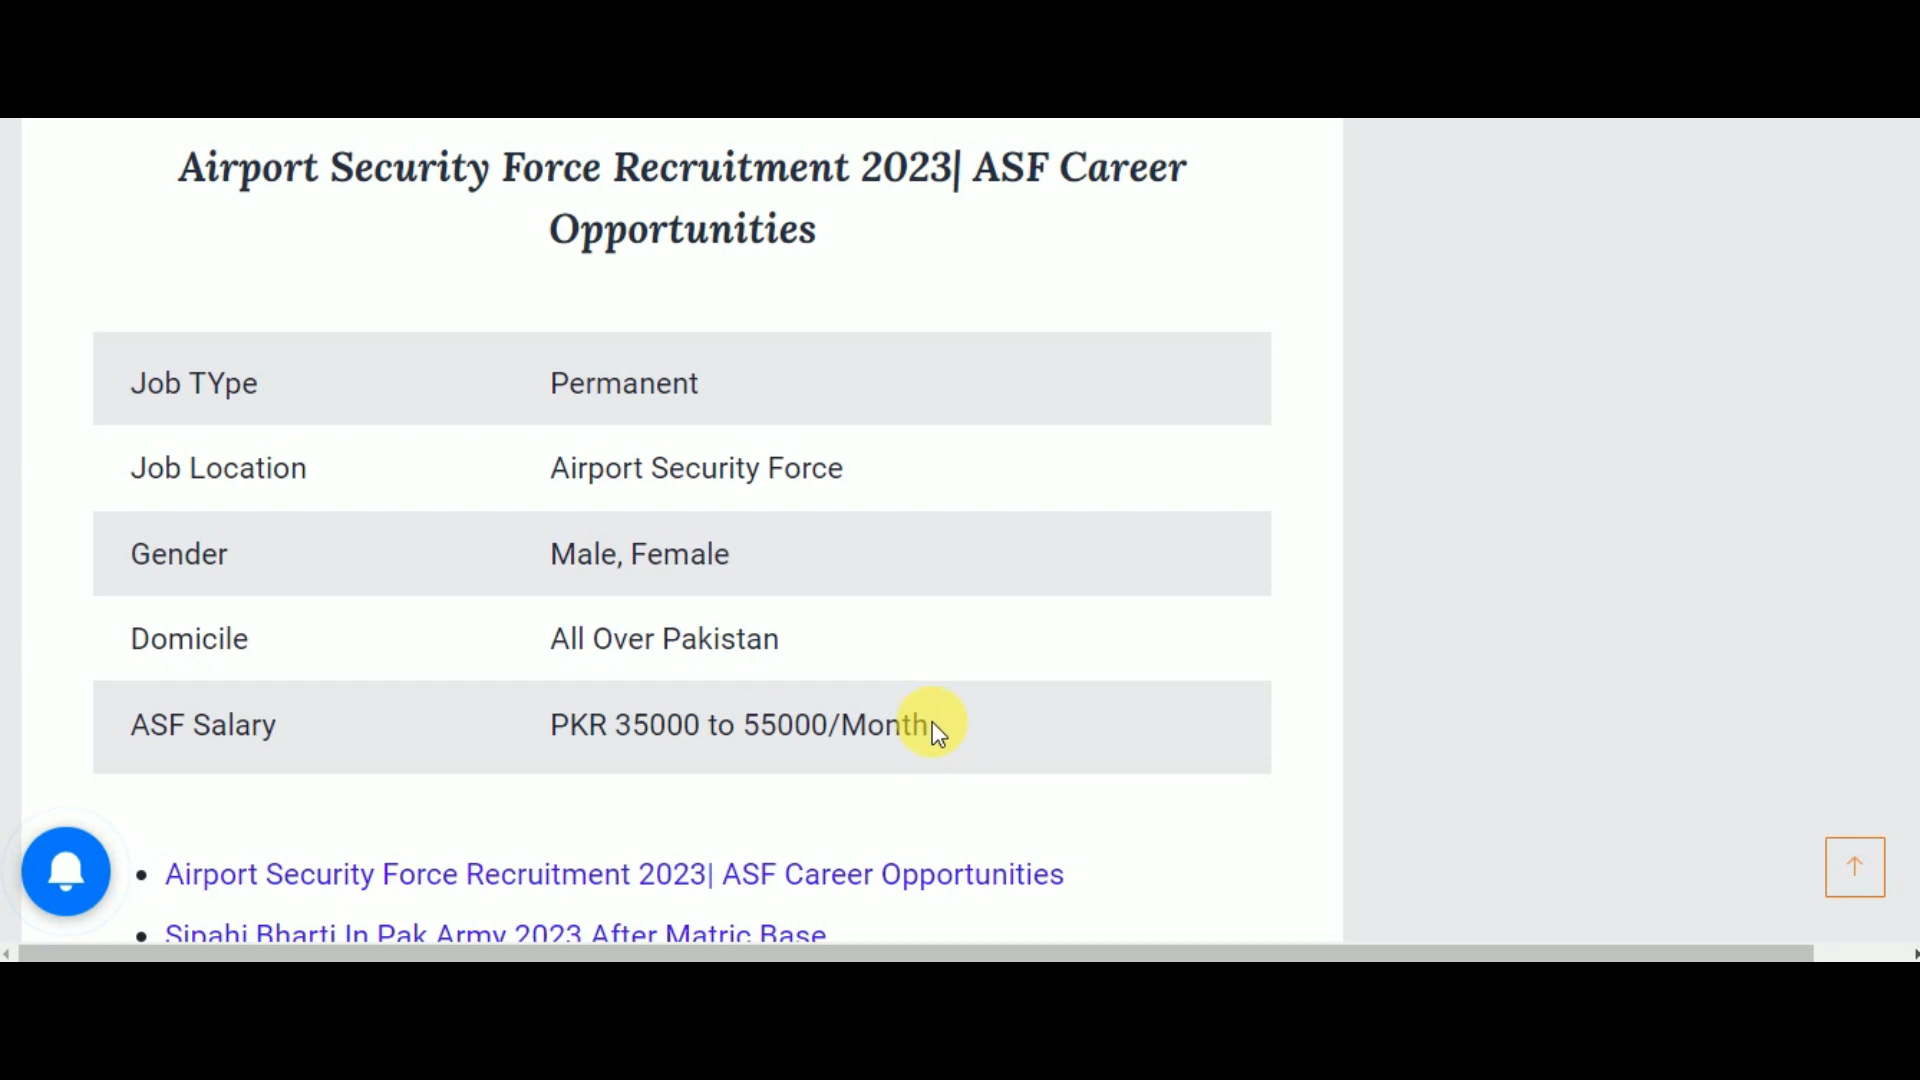 Airport Security Force Recruitment 2023| ASF Career
Opportunities
Job TYpe Permanent
Job Location Airport Security Force
Gender Male, Female
Domicile All Over Pakistan
ASF Salary PKR 35000 to 55000/Month
• Airport Security Force Recruitment 2023| ASF Career Opportunities
• Sipahi Bharti In Pak Army 2023 After Matric Base